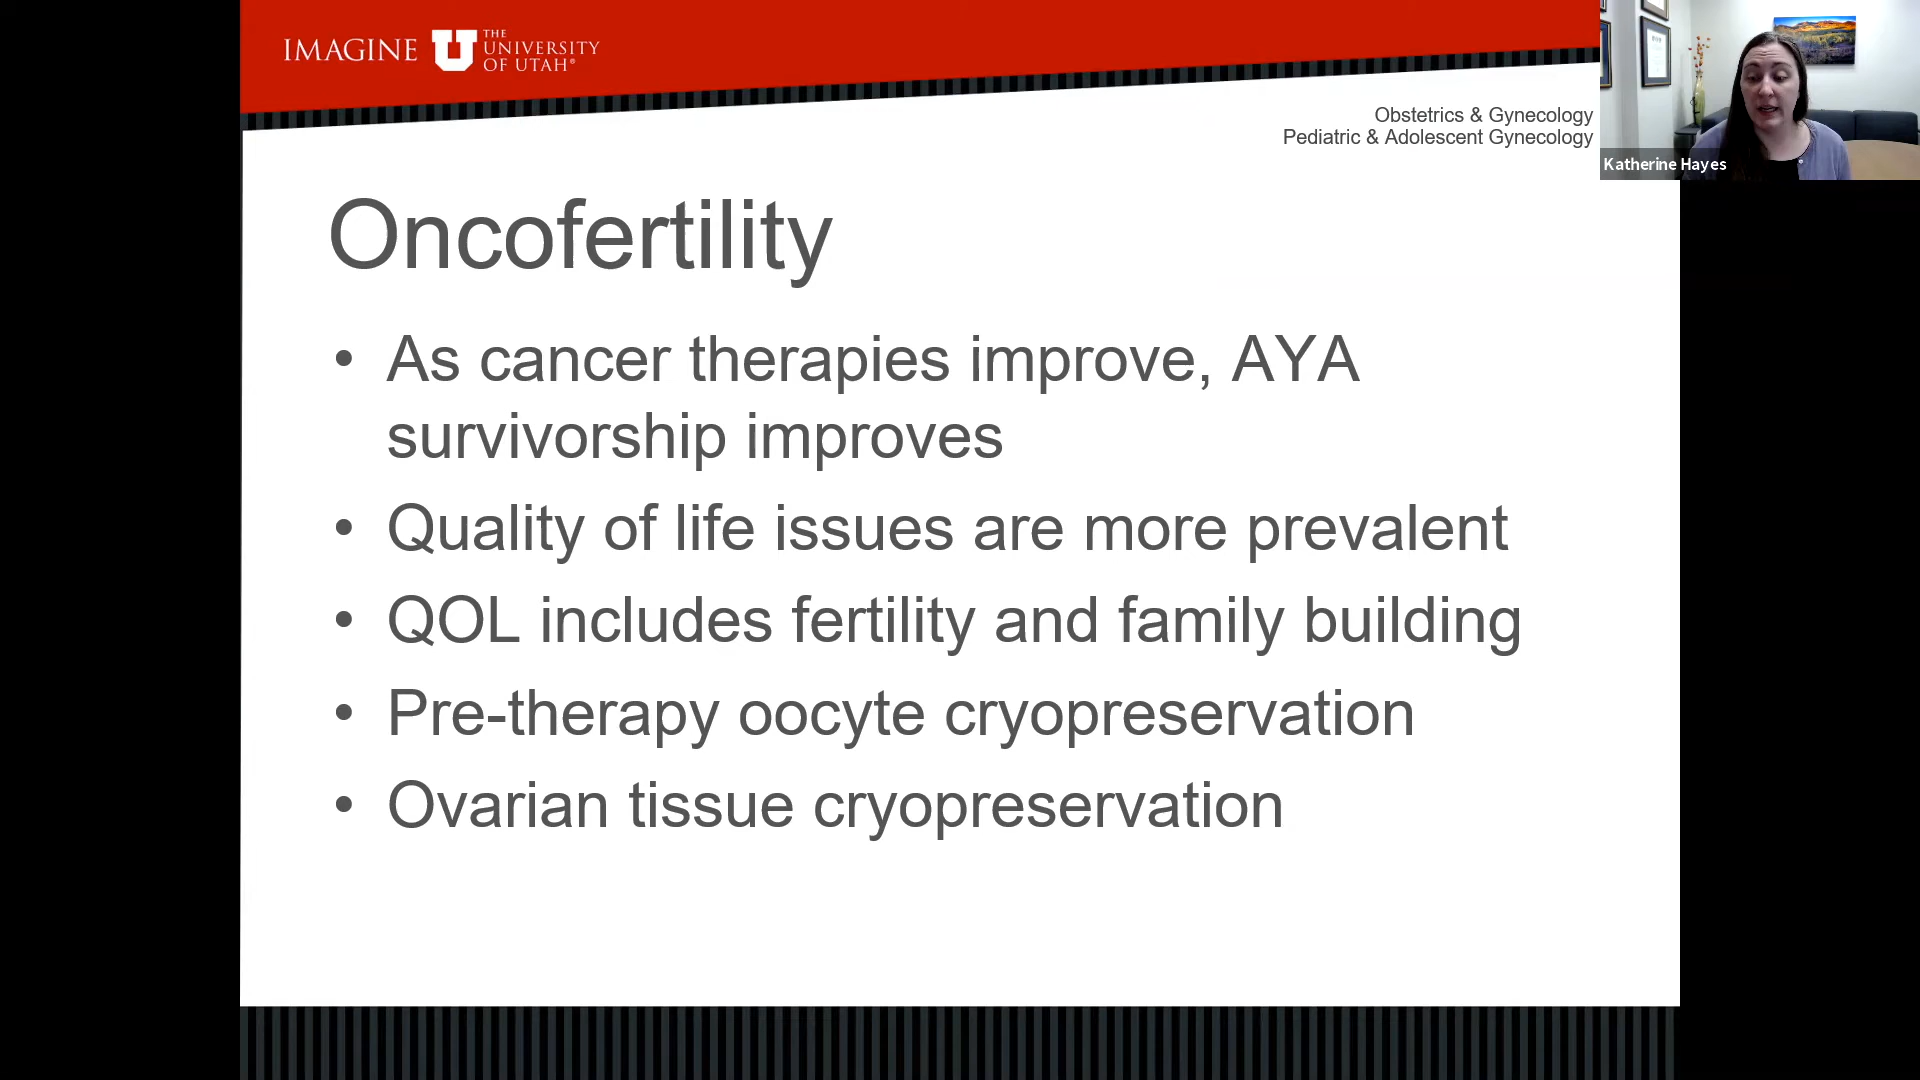 IMAGINE U THE UNIVERSITY OF UTAH®
Obstetrics & Gynecology
Pediatric & Adolescent Gynecology
Katherine Hayes
Oncofertility
• As cancer therapies improve, AYA
survivorship improves
• Quality of life issues are more prevalent
• QOL includes fertility and family building
• Pre-therapy oocyte cryopreservation
• Ovarian tissue cryopreservation